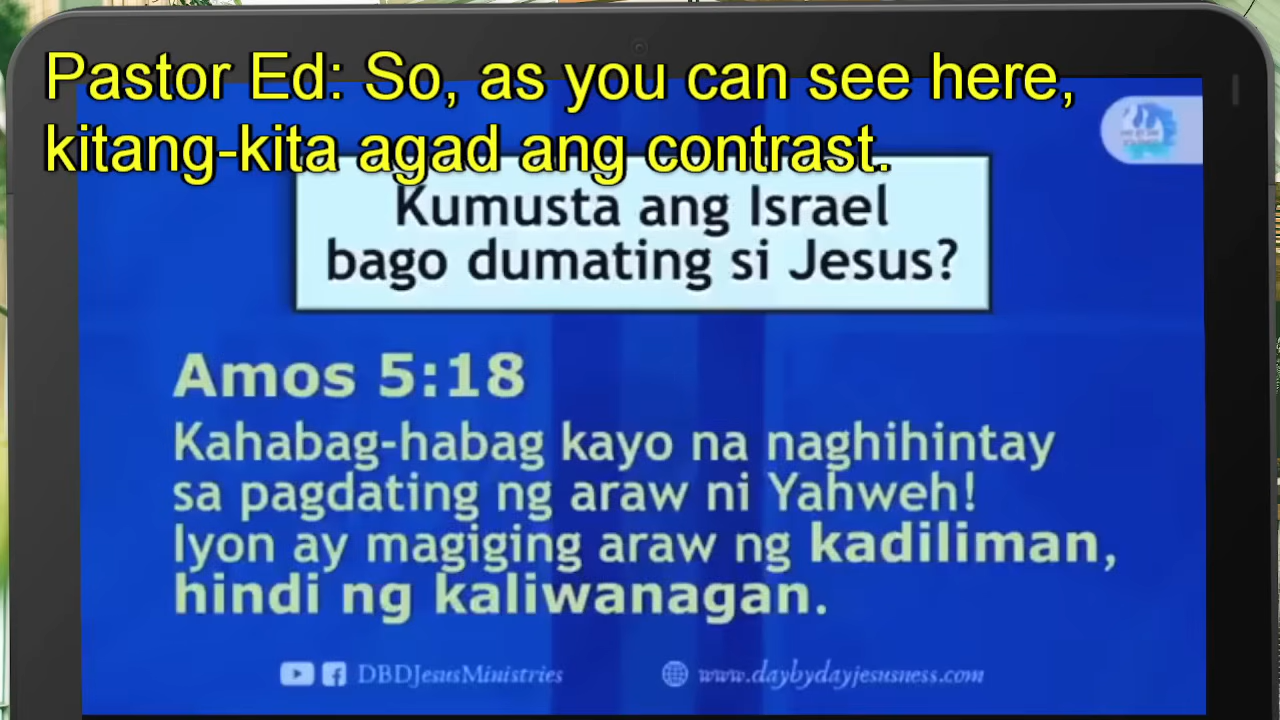 Pastor Ed: So, as you can see here,
kitang-kita agad ang contrast.
Kumusta ang Israel
bago dumating si Jesus?
Amos 5:18
Kahabag-habag kayo na naghihintay
sa pagdating ng araw ni Yahweh!
Iyon ay magiging araw ng kadiliman,
hindi ng kaliwanagan.
DBDJesusMinistries
www.daybydayjesusness.com